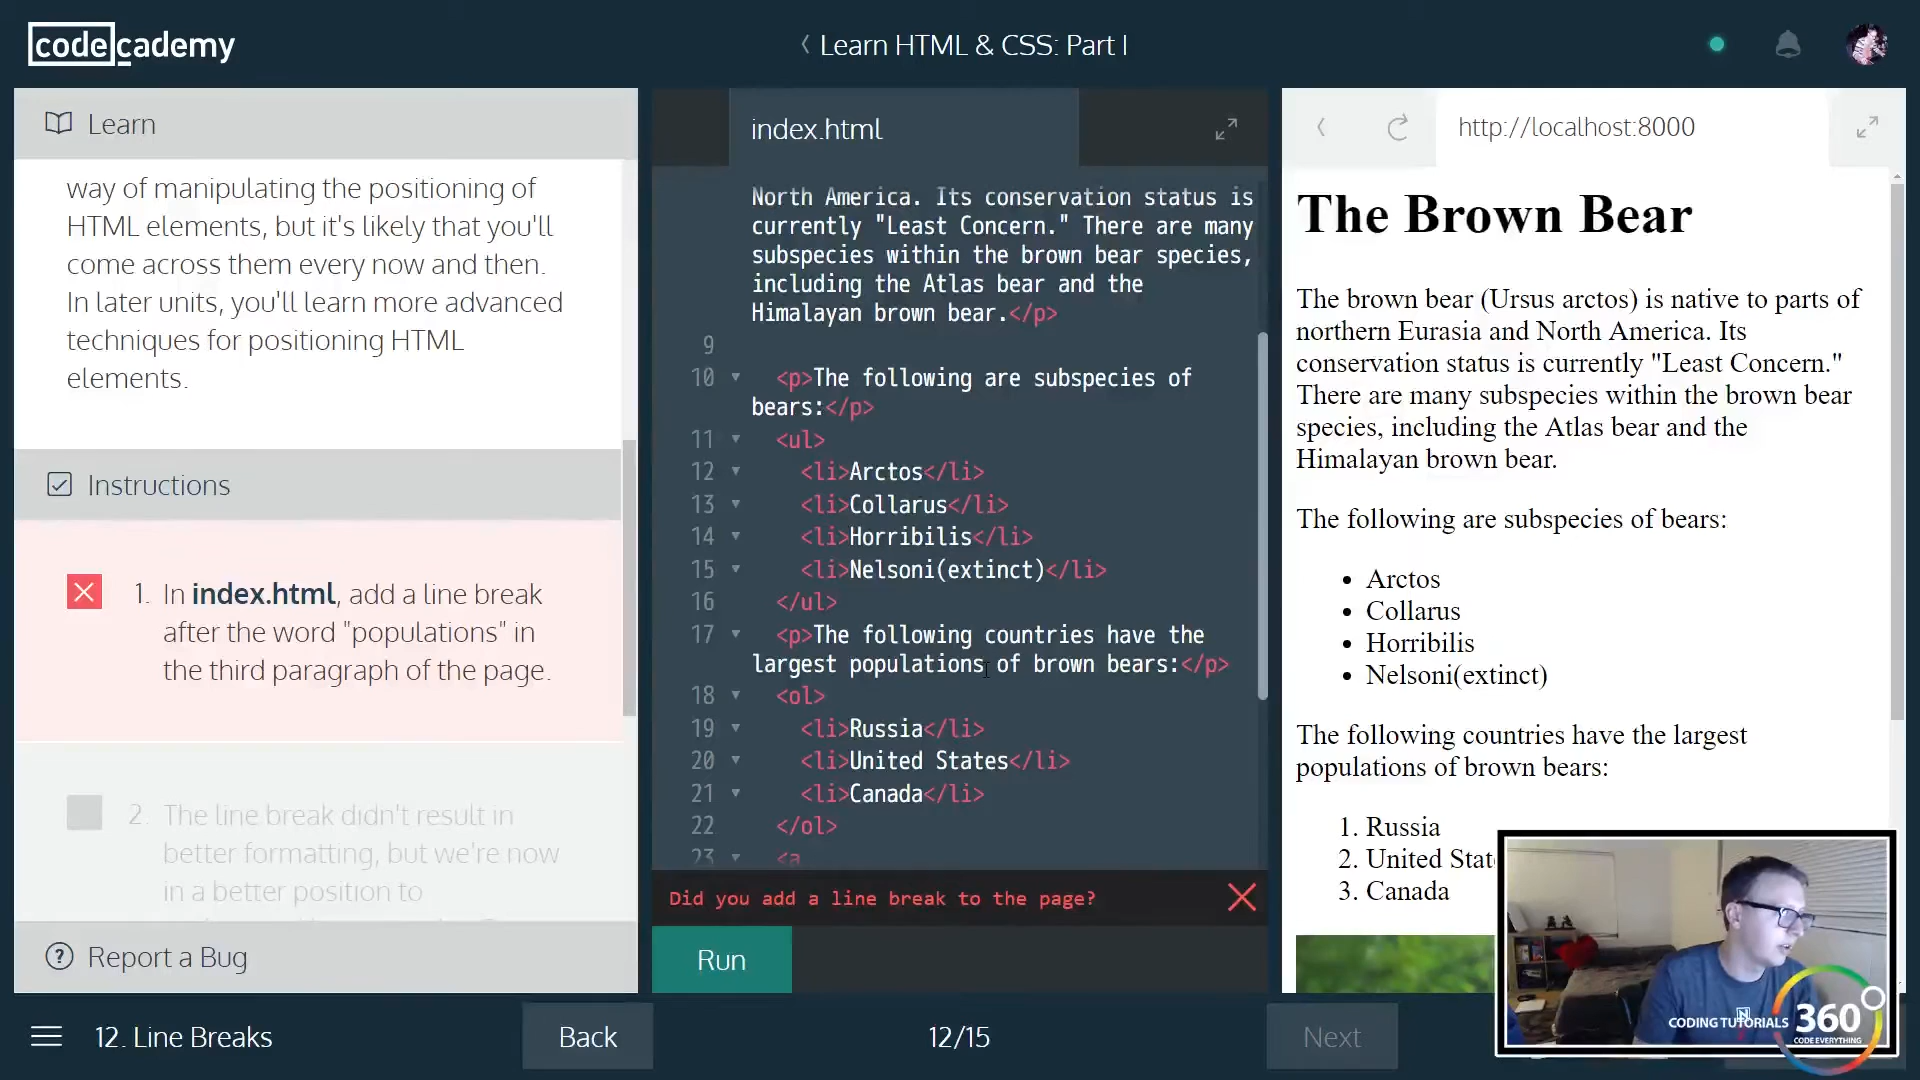 codecademy
Learn HTML & CSS: Part I
Learn
way of manipulating the positioning of
HTML elements, but it's likely that you'll
come across them every now and then.
In later units, you'll learn more advanced
techniques for positioning HTML
elements.
Instructions
1. In index.html, add a line break
after the word "populations" in
the third paragraph of the page.
2. The line break didn't result in
better formatting, but we're now
in a better position to
Report a Bug
index.html
North America. Its conservation status is
currently "Least Concern." There are many
subspecies within the brown bear species,
including the Atlas bear and the
Himalayan brown bear.</p>
9
10 <p>The following are subspecies of
bears:</p>
11 <ul>
12 <li>Arctos</li>
13 <li>Collarus</li>
14 <li>Horribilis</li>
15 <li>Nelsoni(extinct)</li>
16 </ul>
17 <p>The following countries have the
largest populations of brown bears:</p>
18 <ol>
19 <li>Russia</li>
20 <li>United States</li>
21 <li>Canada</li>
22 </ol>
23 <a
Did you add a line break to the page?
Run
http://localhost:8000
The Brown Bear
The brown bear (Ursus arctos) is native to parts of
northern Eurasia and North America. Its
conservation status is currently "Least Concern."
There are many subspecies within the brown bear
species, including the Atlas bear and the
Himalayan brown bear.
The following are subspecies of bears:
• Arctos
• Collarus
• Horribilis
• Nelsoni(extinct)
The following countries have the largest
populations of brown bears:
1. Russia
2. United Stat
3. Canada
CODING TUTORIALS 360°
CODE EVERYTHING
12. Line Breaks
Back
12/15
Next